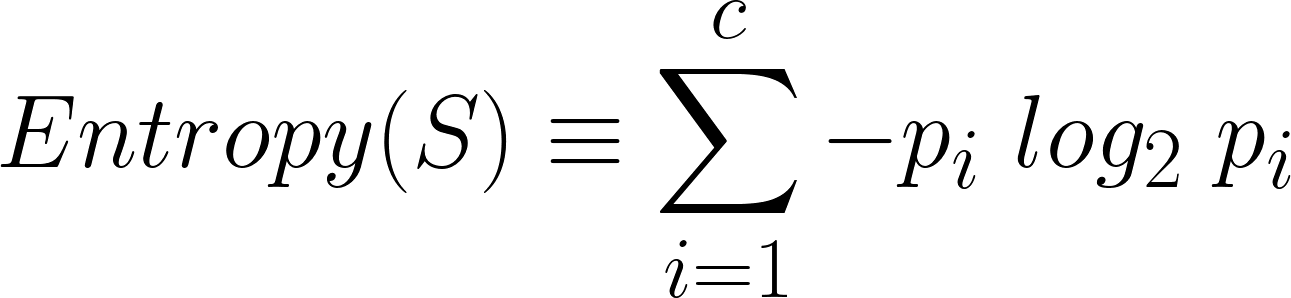 Entropy(S) ≡ ∑_{i=1}^{c} −p_i log_2 p_i